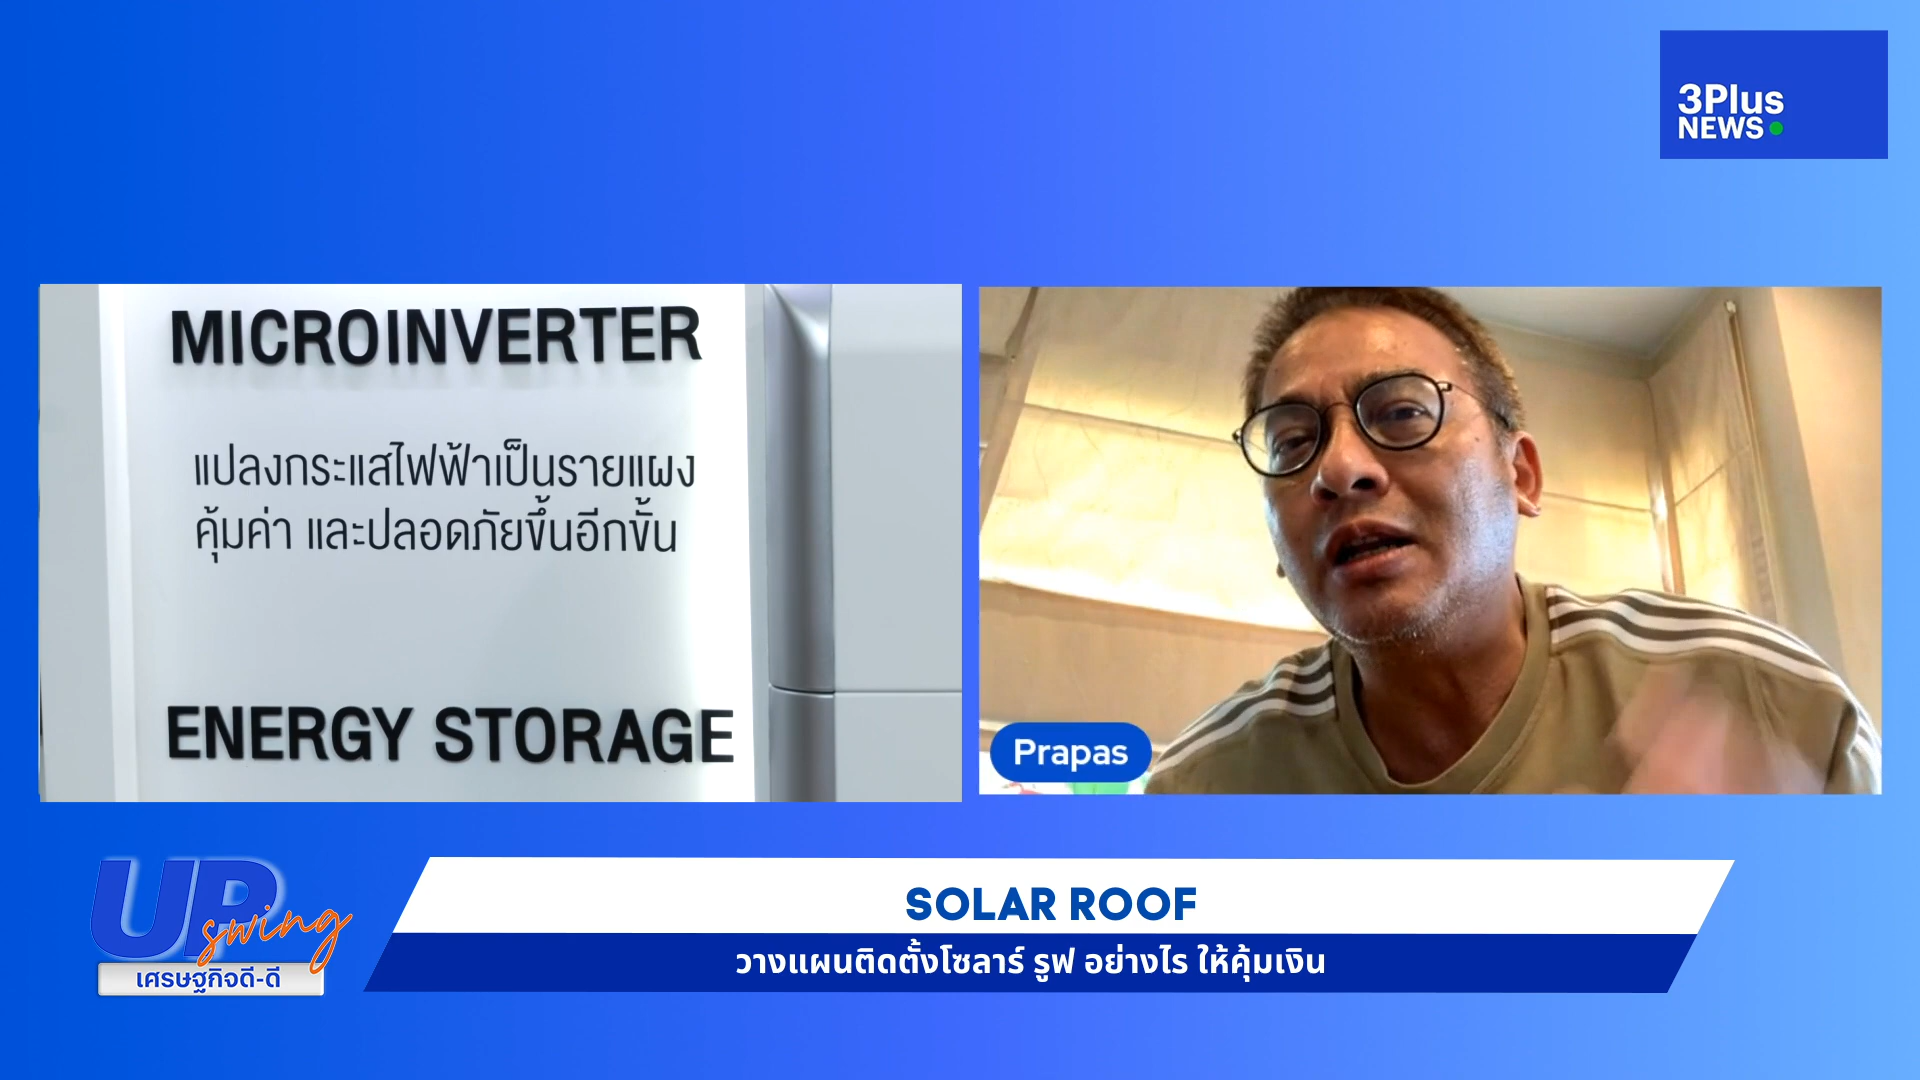 3Plus
NEWS
MICROINVERTER
แปลงกระแสไฟฟ้าเป็นรายแผง
คุ้มค่า และปลอดภัยขึ้นอีกขั้น
ENERGY STORAGE
Prapas
UP
swing
เศรษฐกิจดี-ดี
SOLAR ROOF
วางแผนติดตั้งโซลาร์ รูฟ อย่างไร ให้คุ้มเงิน